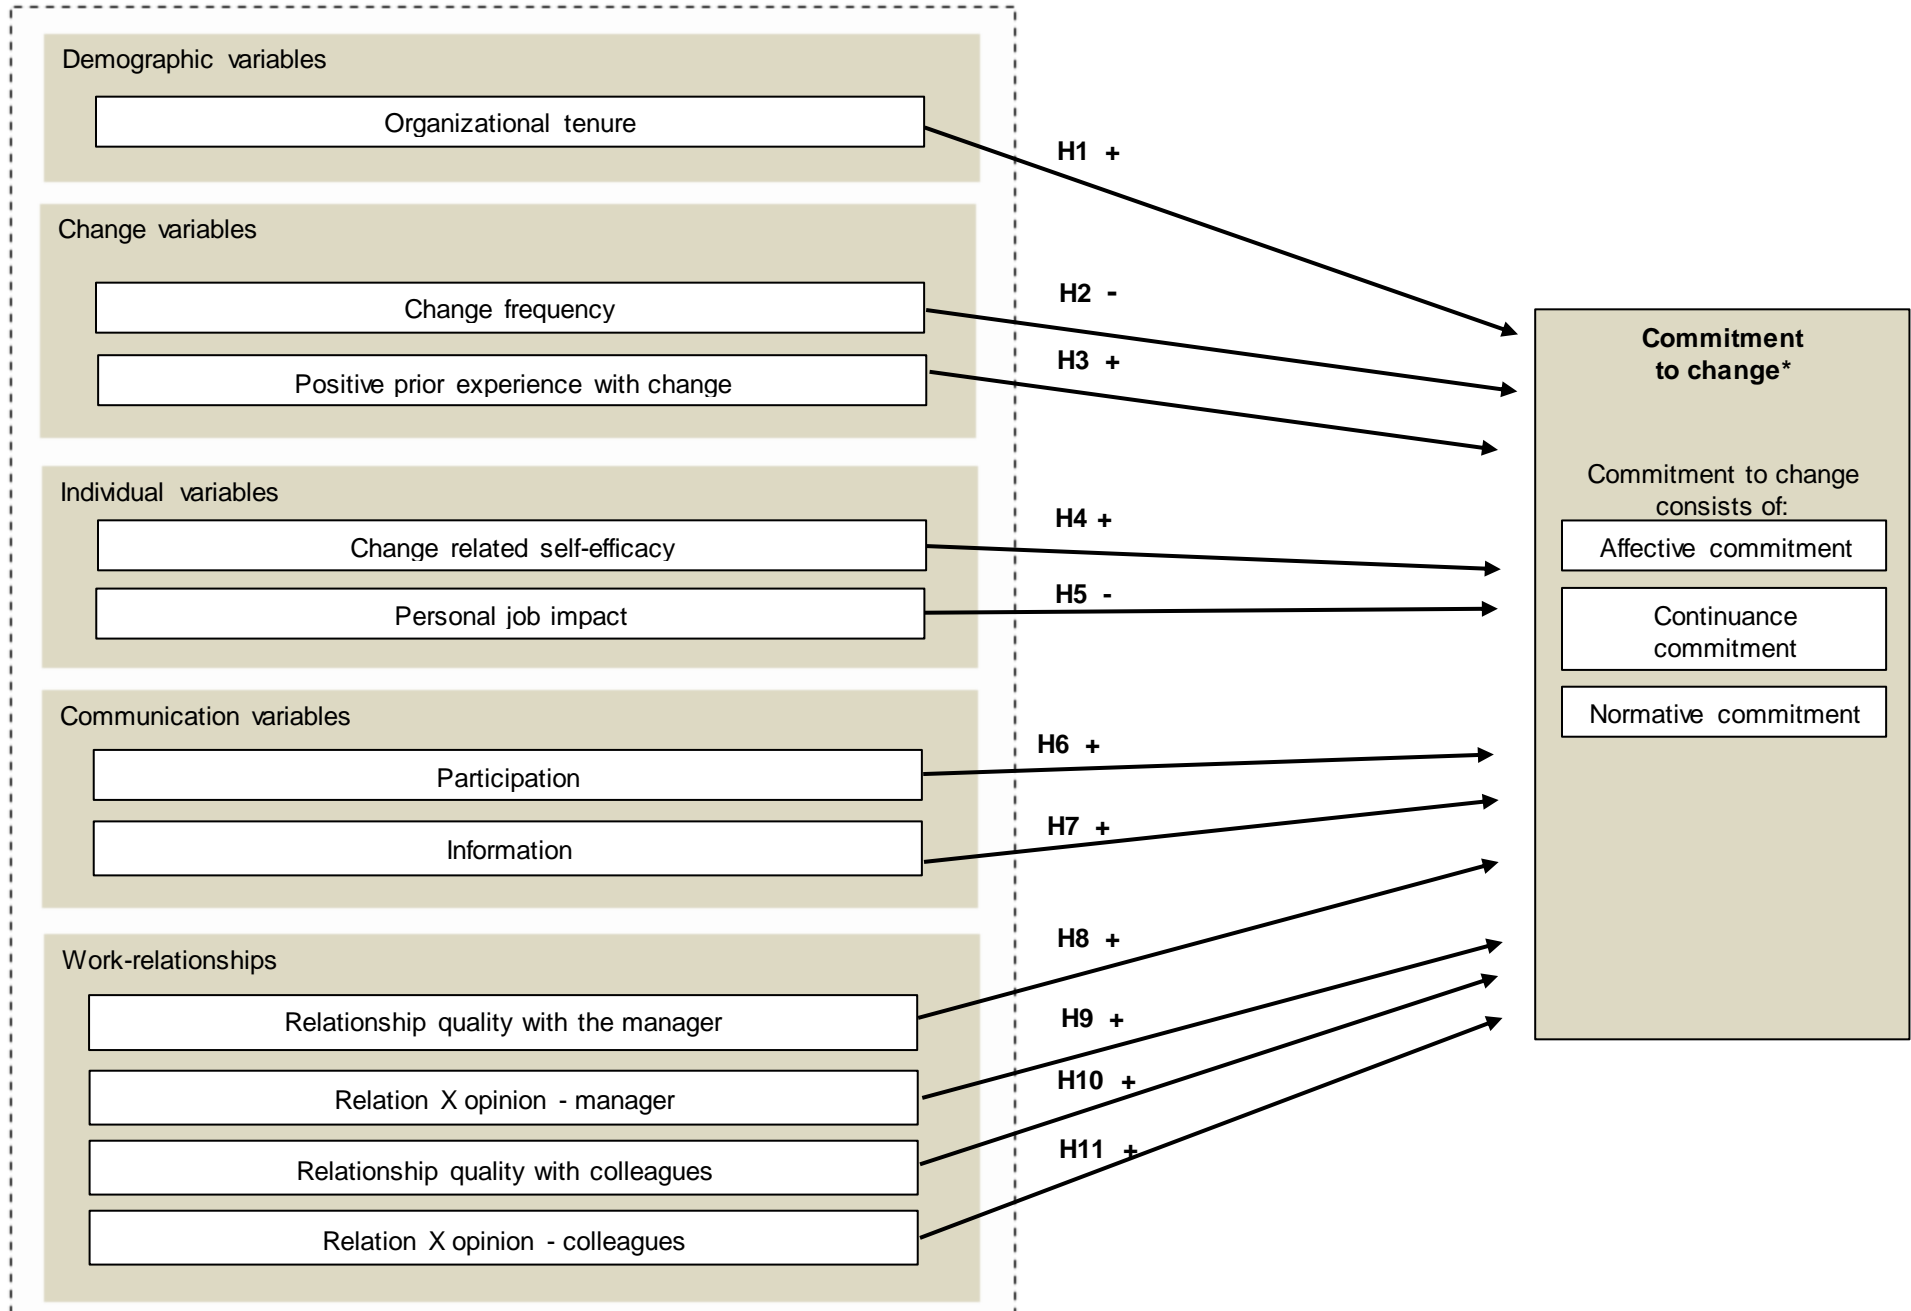 Demographic variables
Organizational tenure
H1 +
Change variables
Change frequency
H2 -
Positive prior experience with change
H3 +
Individual variables
Change related self-efficacy
H4 +
Personal job impact
H5 -
Communication variables
Participation
H6 +
Information
H7 +
Work-relationships
Relationship quality with the manager
H8 +
Relation X opinion - manager
H9 +
Relationship quality with colleagues
H10 +
Relation X opinion - colleagues
H11 +
Commitment
to change*
Commitment to change
consists of:
Affective commitment
Continuance
commitment
Normative commitment